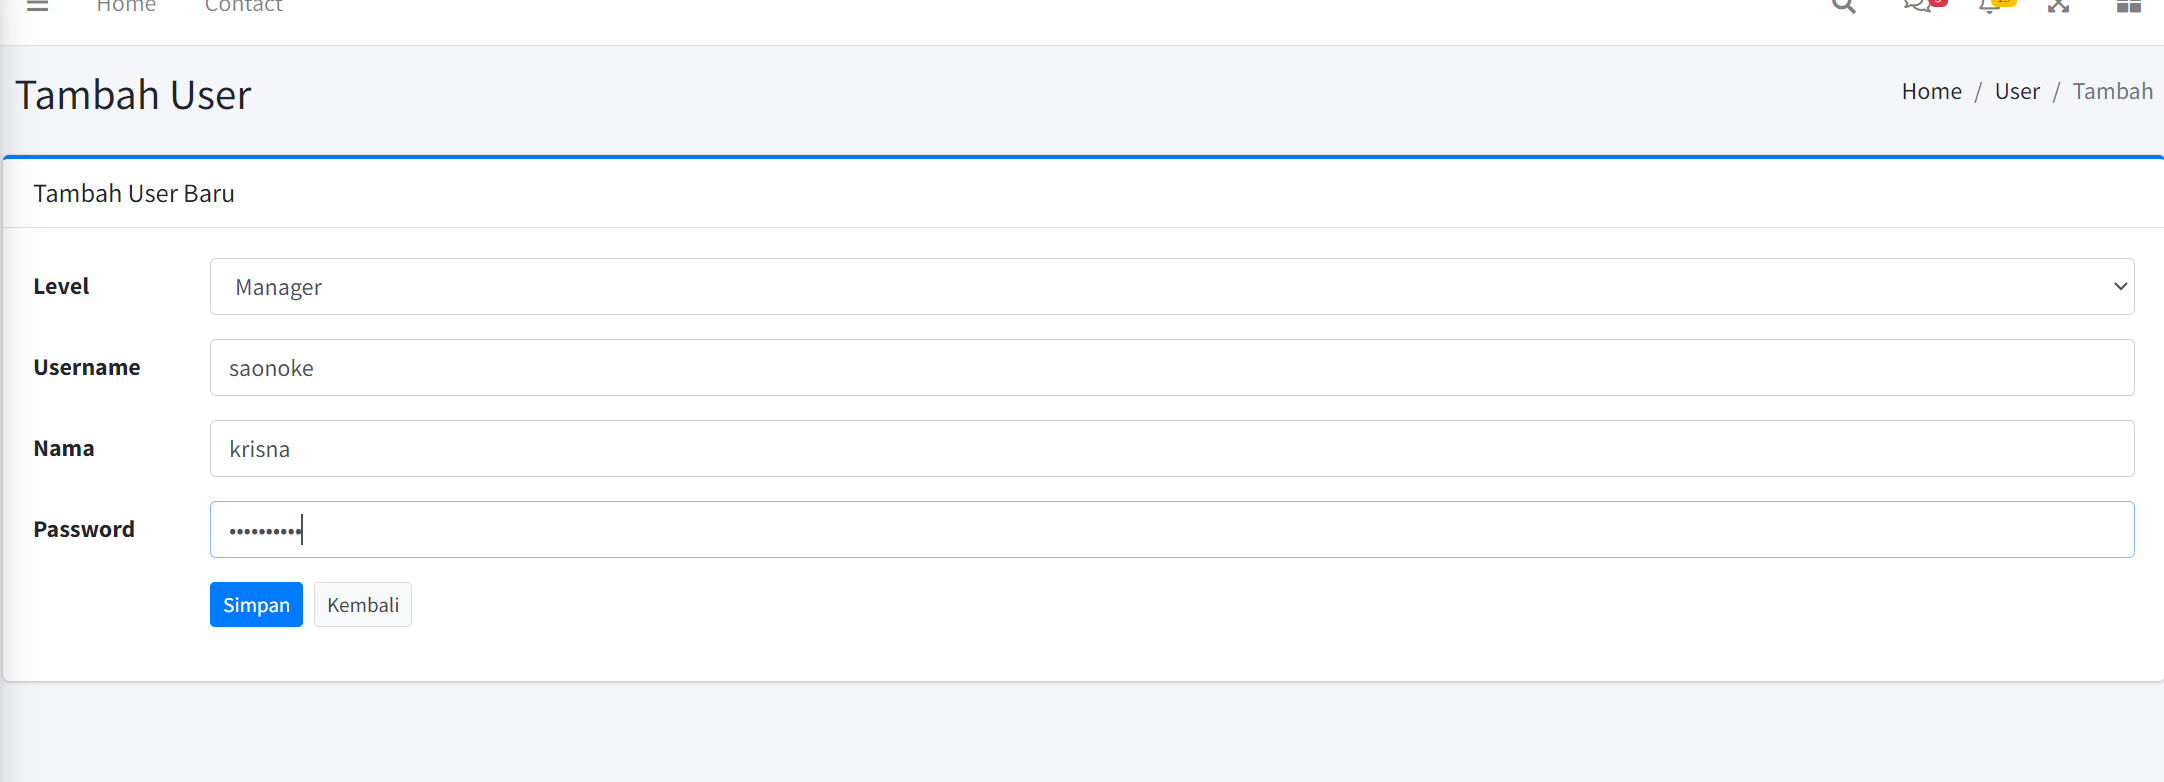 Home Contact
Tambah User
Home / User / Tambah
Tambah User Baru
Level Manager
Username saonoke
Nama krisna
Password ••••••••••
Simpan Kembali